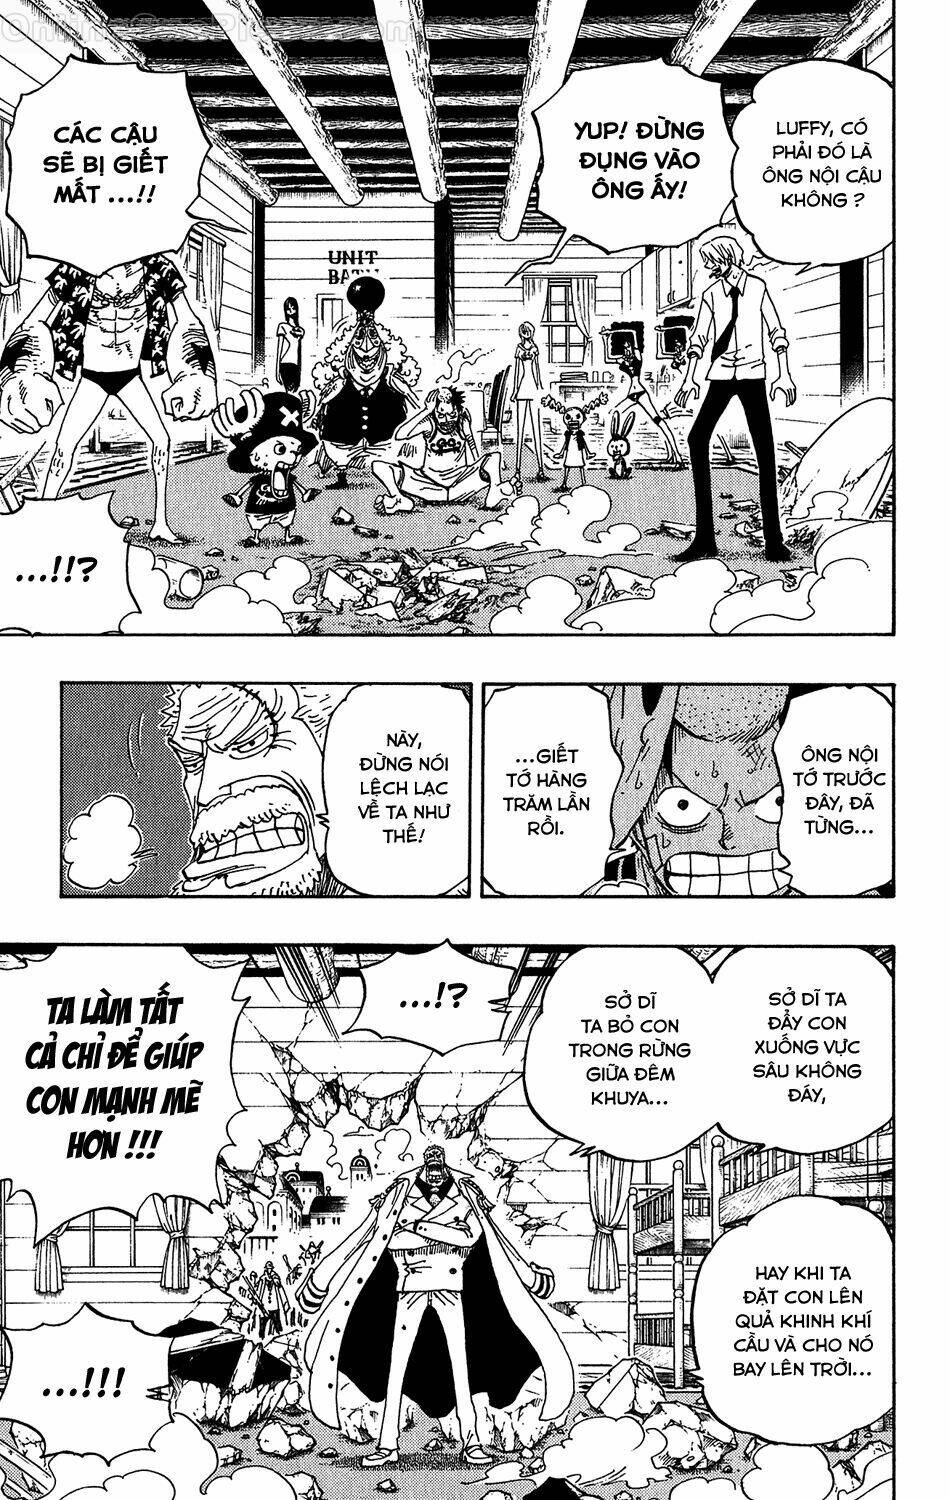 LUFFY, CÓ
PHẢI ĐÓ LÀ
ÔNG NỘI CẬU
KHÔNG ?
YUP! ĐỪNG
ĐỤNG VÀO
ÔNG ẤY!
CÁC CẬU
SẼ BỊ GIẾT
MẤT ...!!
UNIT
...!!?
ÔNG NỘI
TỚ TRƯỚC
ĐÂY, ĐÃ
TỪNG...
...GIẾT
TỚ HÀNG
TRĂM LẦN
RỒI.
NÀY,
ĐỪNG NÓI
LỆCH LẠC
VỀ TA NHƯ
THẾ!
SỞ DĨ TA
ĐẨY CON
XUỐNG VỰC
SÂU KHÔNG
ĐÁY,
SỞ DĨ
TA BỎ CON
TRONG RỪNG
GIỮA ĐÊM
KHUYA...
...!?
HAY KHI TA
ĐẶT CON LÊN
QUẢ KHINH KHÍ
CẦU VÀ CHO NÓ
BAY LÊN TRỜI...
TA LÀM TẤT
CẢ CHỈ ĐỂ GIÚP
CON MẠNH MẼ
HƠN !!!
...!!!